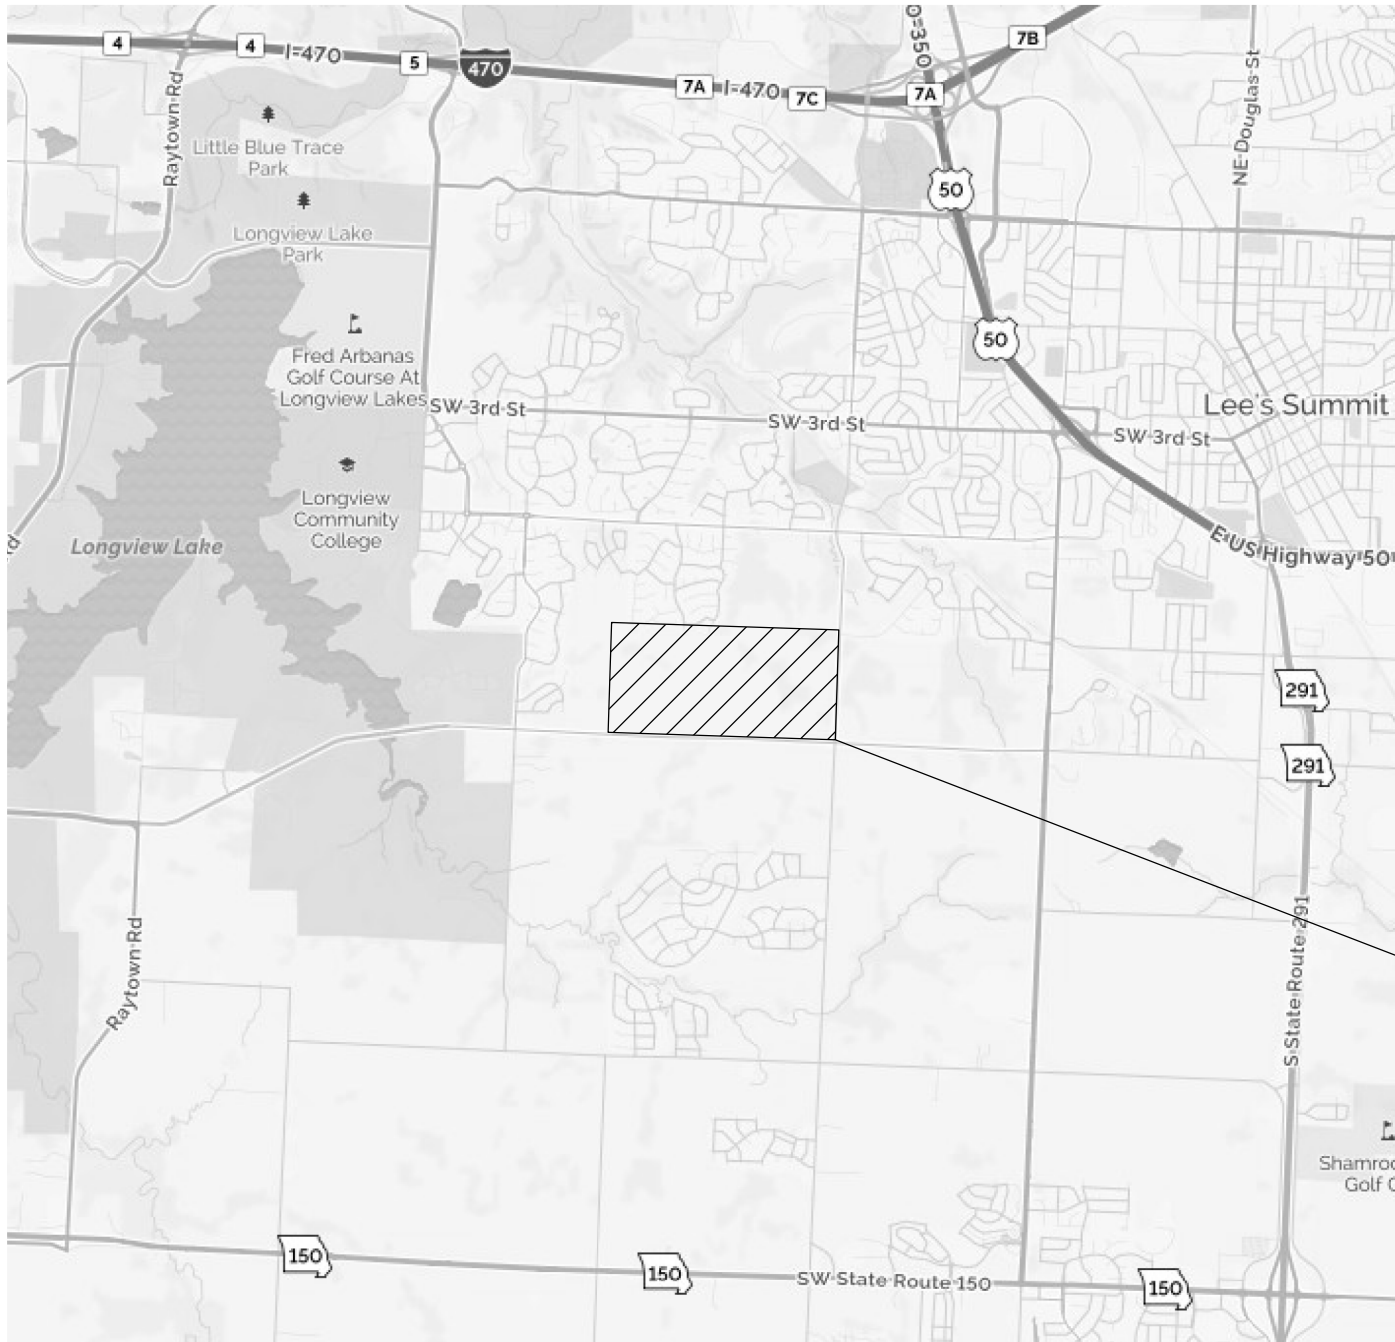 4
4
I-470
5
470
7A
I-470
7C
7A
7B
Raytown Rd
NE Douglas St
Little Blue Trace
Park
50
Longview Lake
Park
50
Fred Arbanas
Golf Course At
Longview Lakes
SW 3rd St
SW 3rd St
SW 3rd St
Lee's Summit
Longview
Community
College
Longview Lake
E US Highway 50
291
291
Raytown Rd
S State Route 291
Golf
150
150
SW State Route 150
150